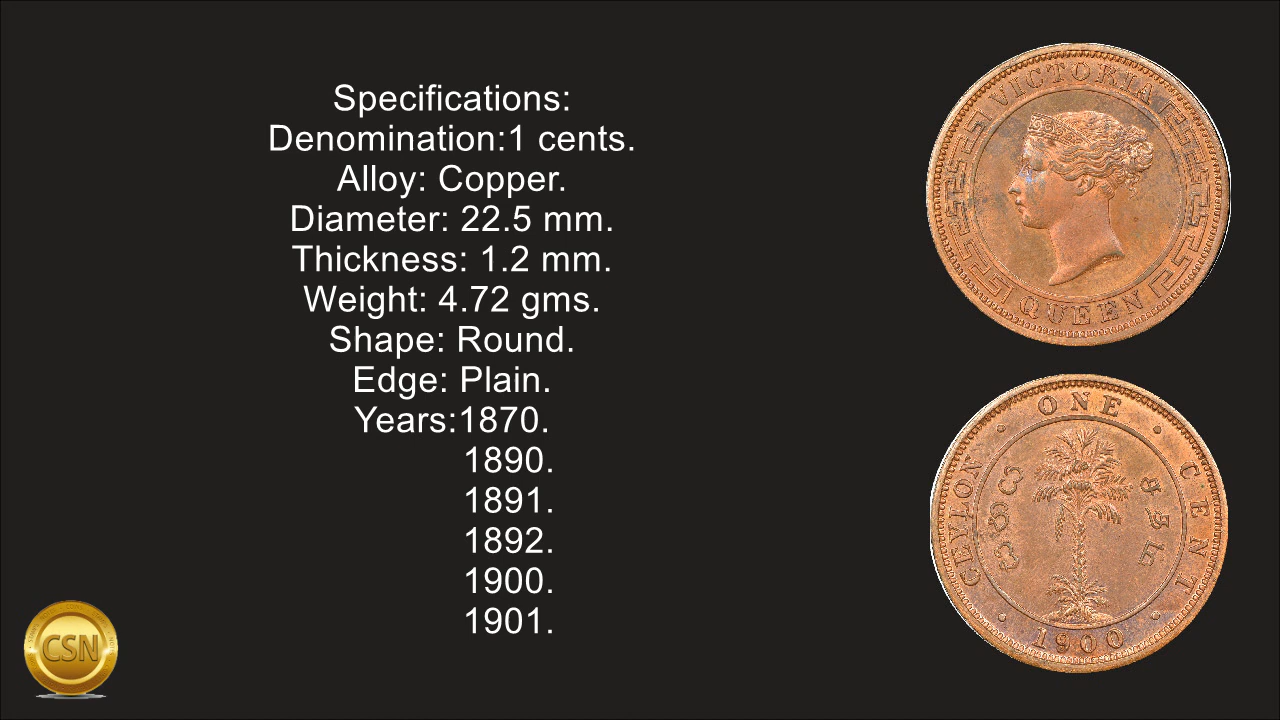 Specifications:
Denomination:1 cents.
Alloy: Copper.
Diameter: 22.5 mm.
Thickness: 1.2 mm.
Weight: 4.72 gms.
Shape: Round.
Edge: Plain.
Years:1870.
1890.
1891.
1892.
1900.
1901.
VICTORIA
QUEEN
ONE
CEYLON
CENT
1900
CSN